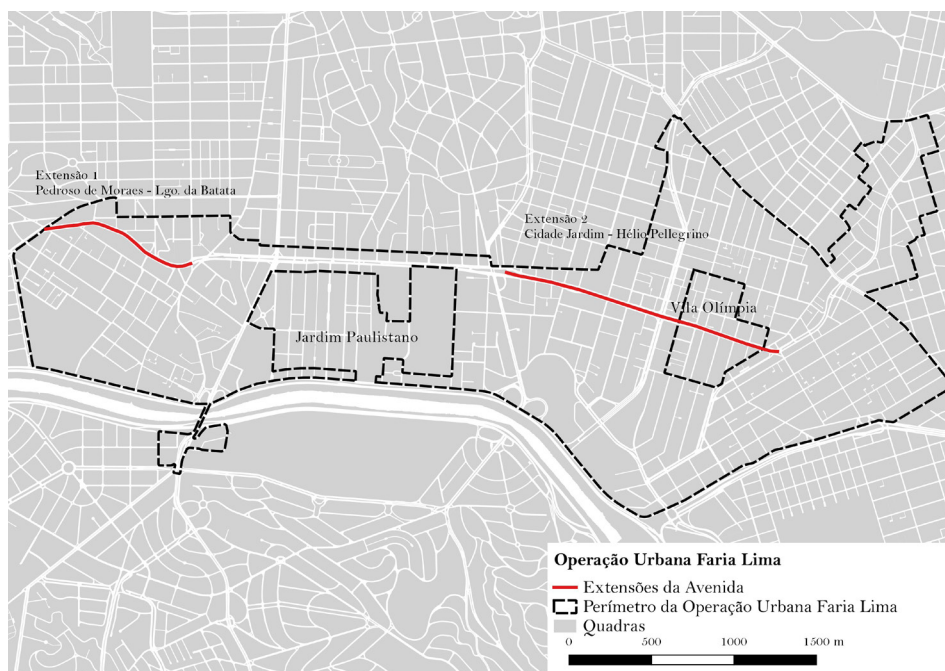 Extensão 1
Pedroso de Moraes - Lgo. da Batata
Extensão 2
Cidade Jardim - Hélio Pellegrino
Vila Olímpia
Jardim Paulistano
Operação Urbana Faria Lima
Extensões da Avenida
Perímetro da Operação Urbana Faria Lima
Quadras
0 500 1000 1500 m